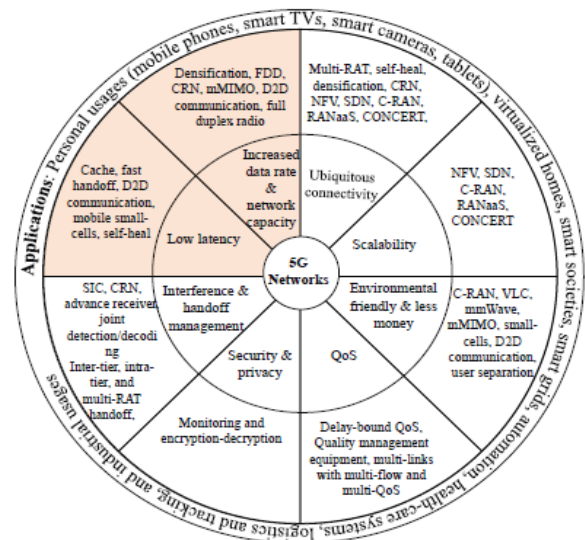 Applications: Personal usages (mobile phones, smart TVs, smart cameras, tablets), virtualized homes, smart societies, smart grids, automation, health-care systems, logistics and tracking and industrial usages
Densification, FDD,
CRN, mMIMO, D2D
communication, full
duplex radio
Multi-RAT, self-heal,
densification, CRN,
NFV, SDN, C-RAN,
RANaaS, CONCERT,
Cache, fast
handoff, D2D
communication,
mobile small-
cells, self-heal
Increased
data rate
&
network
capacity
Ubiquitous
connectivity
NFV, SDN,
C-RAN,
RANaaS,
CONCERT
Low latency
Scalability
5G
Networks
SIC, CRN,
advance receiver,
joint
detection/decoding
Inter-tier, intra-
tier, and
multi-RAT
handoff,
Interference &
handoff
management
Environmental
friendly & less
money
C-RAN, VLC,
mmWave,
mMIMO, small-
cells, D2D
communication,
user separation,
Security &
privacy
QoS
Monitoring and
encryption-decryption
Delay-bound QoS,
Quality management
equipment, multi-links
with multi-flow and
multi-QoS